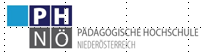 PH
NÖ
PÄDAGOGISCHE HOCHSCHULE
NIEDERÖSTERREICH